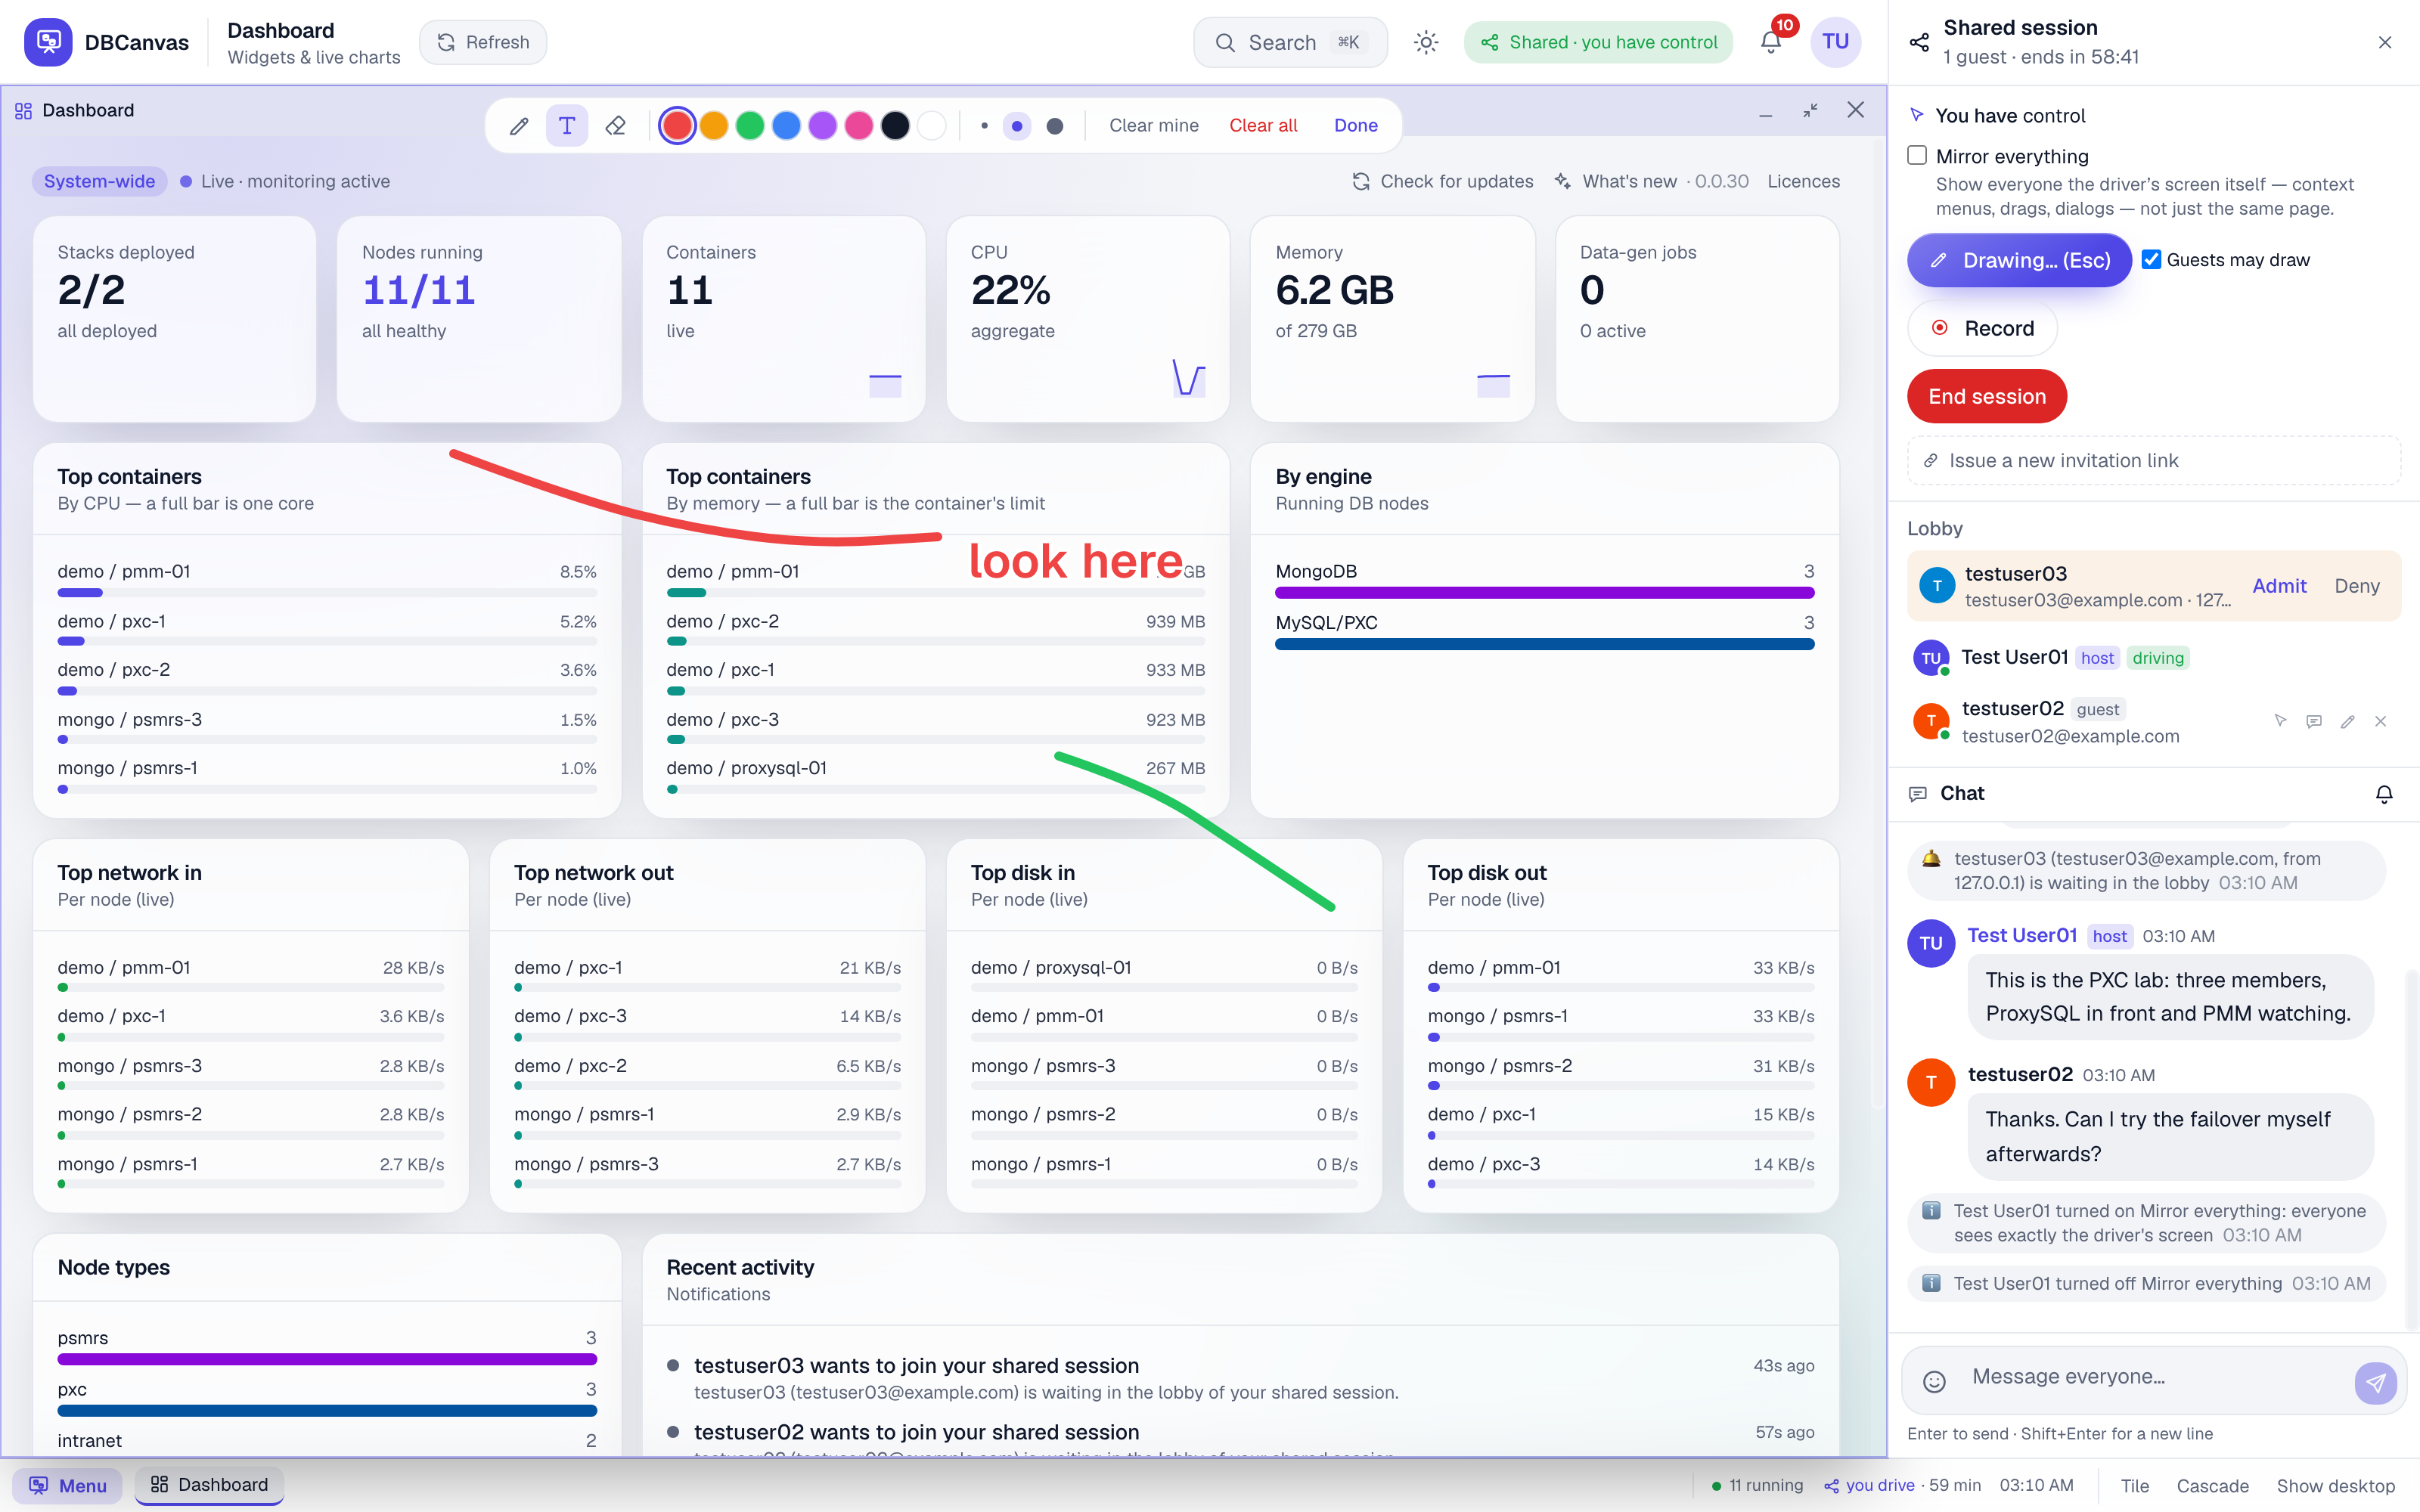 DBCanvas
Dashboard
Widgets & live charts
Refresh
Search ⌘K
Shared · you have control
10
TU
Dashboard
T
Clear mine
Clear all
Done
System-wide
Live · monitoring active
Check for updates
What's new · 0.0.30
Licences
Stacks deployed
2/2
all deployed
Nodes running
11/11
all healthy
Containers
11
live
CPU
22%
aggregate
Memory
6.2 GB
of 279 GB
Data-gen jobs
0
0 active
Top containers
By CPU — a full bar is one core
demo / pmm-01 8.5%
demo / pxc-1 5.2%
demo / pxc-2 3.6%
mongo / psmrs-3 1.5%
mongo / psmrs-1 1.0%
Top containers
By memory — a full bar is the container's limit
look here
demo / pmm-01 GB
demo / pxc-2 939 MB
demo / pxc-1 933 MB
demo / pxc-3 923 MB
demo / proxysql-01 267 MB
By engine
Running DB nodes
MongoDB 3
MySQL/PXC 3
Top network in
Per node (live)
demo / pmm-01 28 KB/s
demo / pxc-1 3.6 KB/s
mongo / psmrs-3 2.8 KB/s
mongo / psmrs-2 2.8 KB/s
mongo / psmrs-1 2.7 KB/s
Top network out
Per node (live)
demo / pxc-1 21 KB/s
demo / pxc-3 14 KB/s
demo / pxc-2 6.5 KB/s
mongo / psmrs-1 2.9 KB/s
mongo / psmrs-3 2.7 KB/s
Top disk in
Per node (live)
demo / proxysql-01 0 B/s
demo / pmm-01 0 B/s
mongo / psmrs-3 0 B/s
mongo / psmrs-2 0 B/s
mongo / psmrs-1 0 B/s
Top disk out
Per node (live)
demo / pmm-01 33 KB/s
mongo / psmrs-1 33 KB/s
mongo / psmrs-2 31 KB/s
demo / pxc-1 15 KB/s
demo / pxc-3 14 KB/s
Node types
psmrs 3
pxc 3
intranet 2
Recent activity
Notifications
testuser03 wants to join your shared session 43s ago
testuser03 (testuser03@example.com) is waiting in the lobby of your shared session.
testuser02 wants to join your shared session 57s ago
testuser02 (testuser02@example.com) is waiting in the lobby of your shared session.
Shared session
1 guest · ends in 58:41
You have control
Mirror everything
Show everyone the driver's screen itself — context
menus, drags, dialogs — not just the same page.
Drawing… (Esc)
Guests may draw
Record
End session
Issue a new invitation link
Lobby
T
testuser03
testuser03@example.com · 127…
Admit
Deny
TU
Test User01 host driving
T
testuser02 guest
testuser02@example.com
Chat
testuser03 (testuser03@example.com, from
127.0.0.1) is waiting in the lobby 03:10 AM
TU
Test User01 host 03:10 AM
This is the PXC lab: three members,
ProxySQL in front and PMM watching.
T
testuser02 03:10 AM
Thanks. Can I try the failover myself
afterwards?
Test User01 turned on Mirror everything: everyone
sees exactly the driver's screen 03:10 AM
Test User01 turned off Mirror everything 03:10 AM
Message everyone…
Enter to send · Shift+Enter for a new line
Menu
Dashboard
11 running
you drive · 59 min
03:10 AM
Tile
Cascade
Show desktop